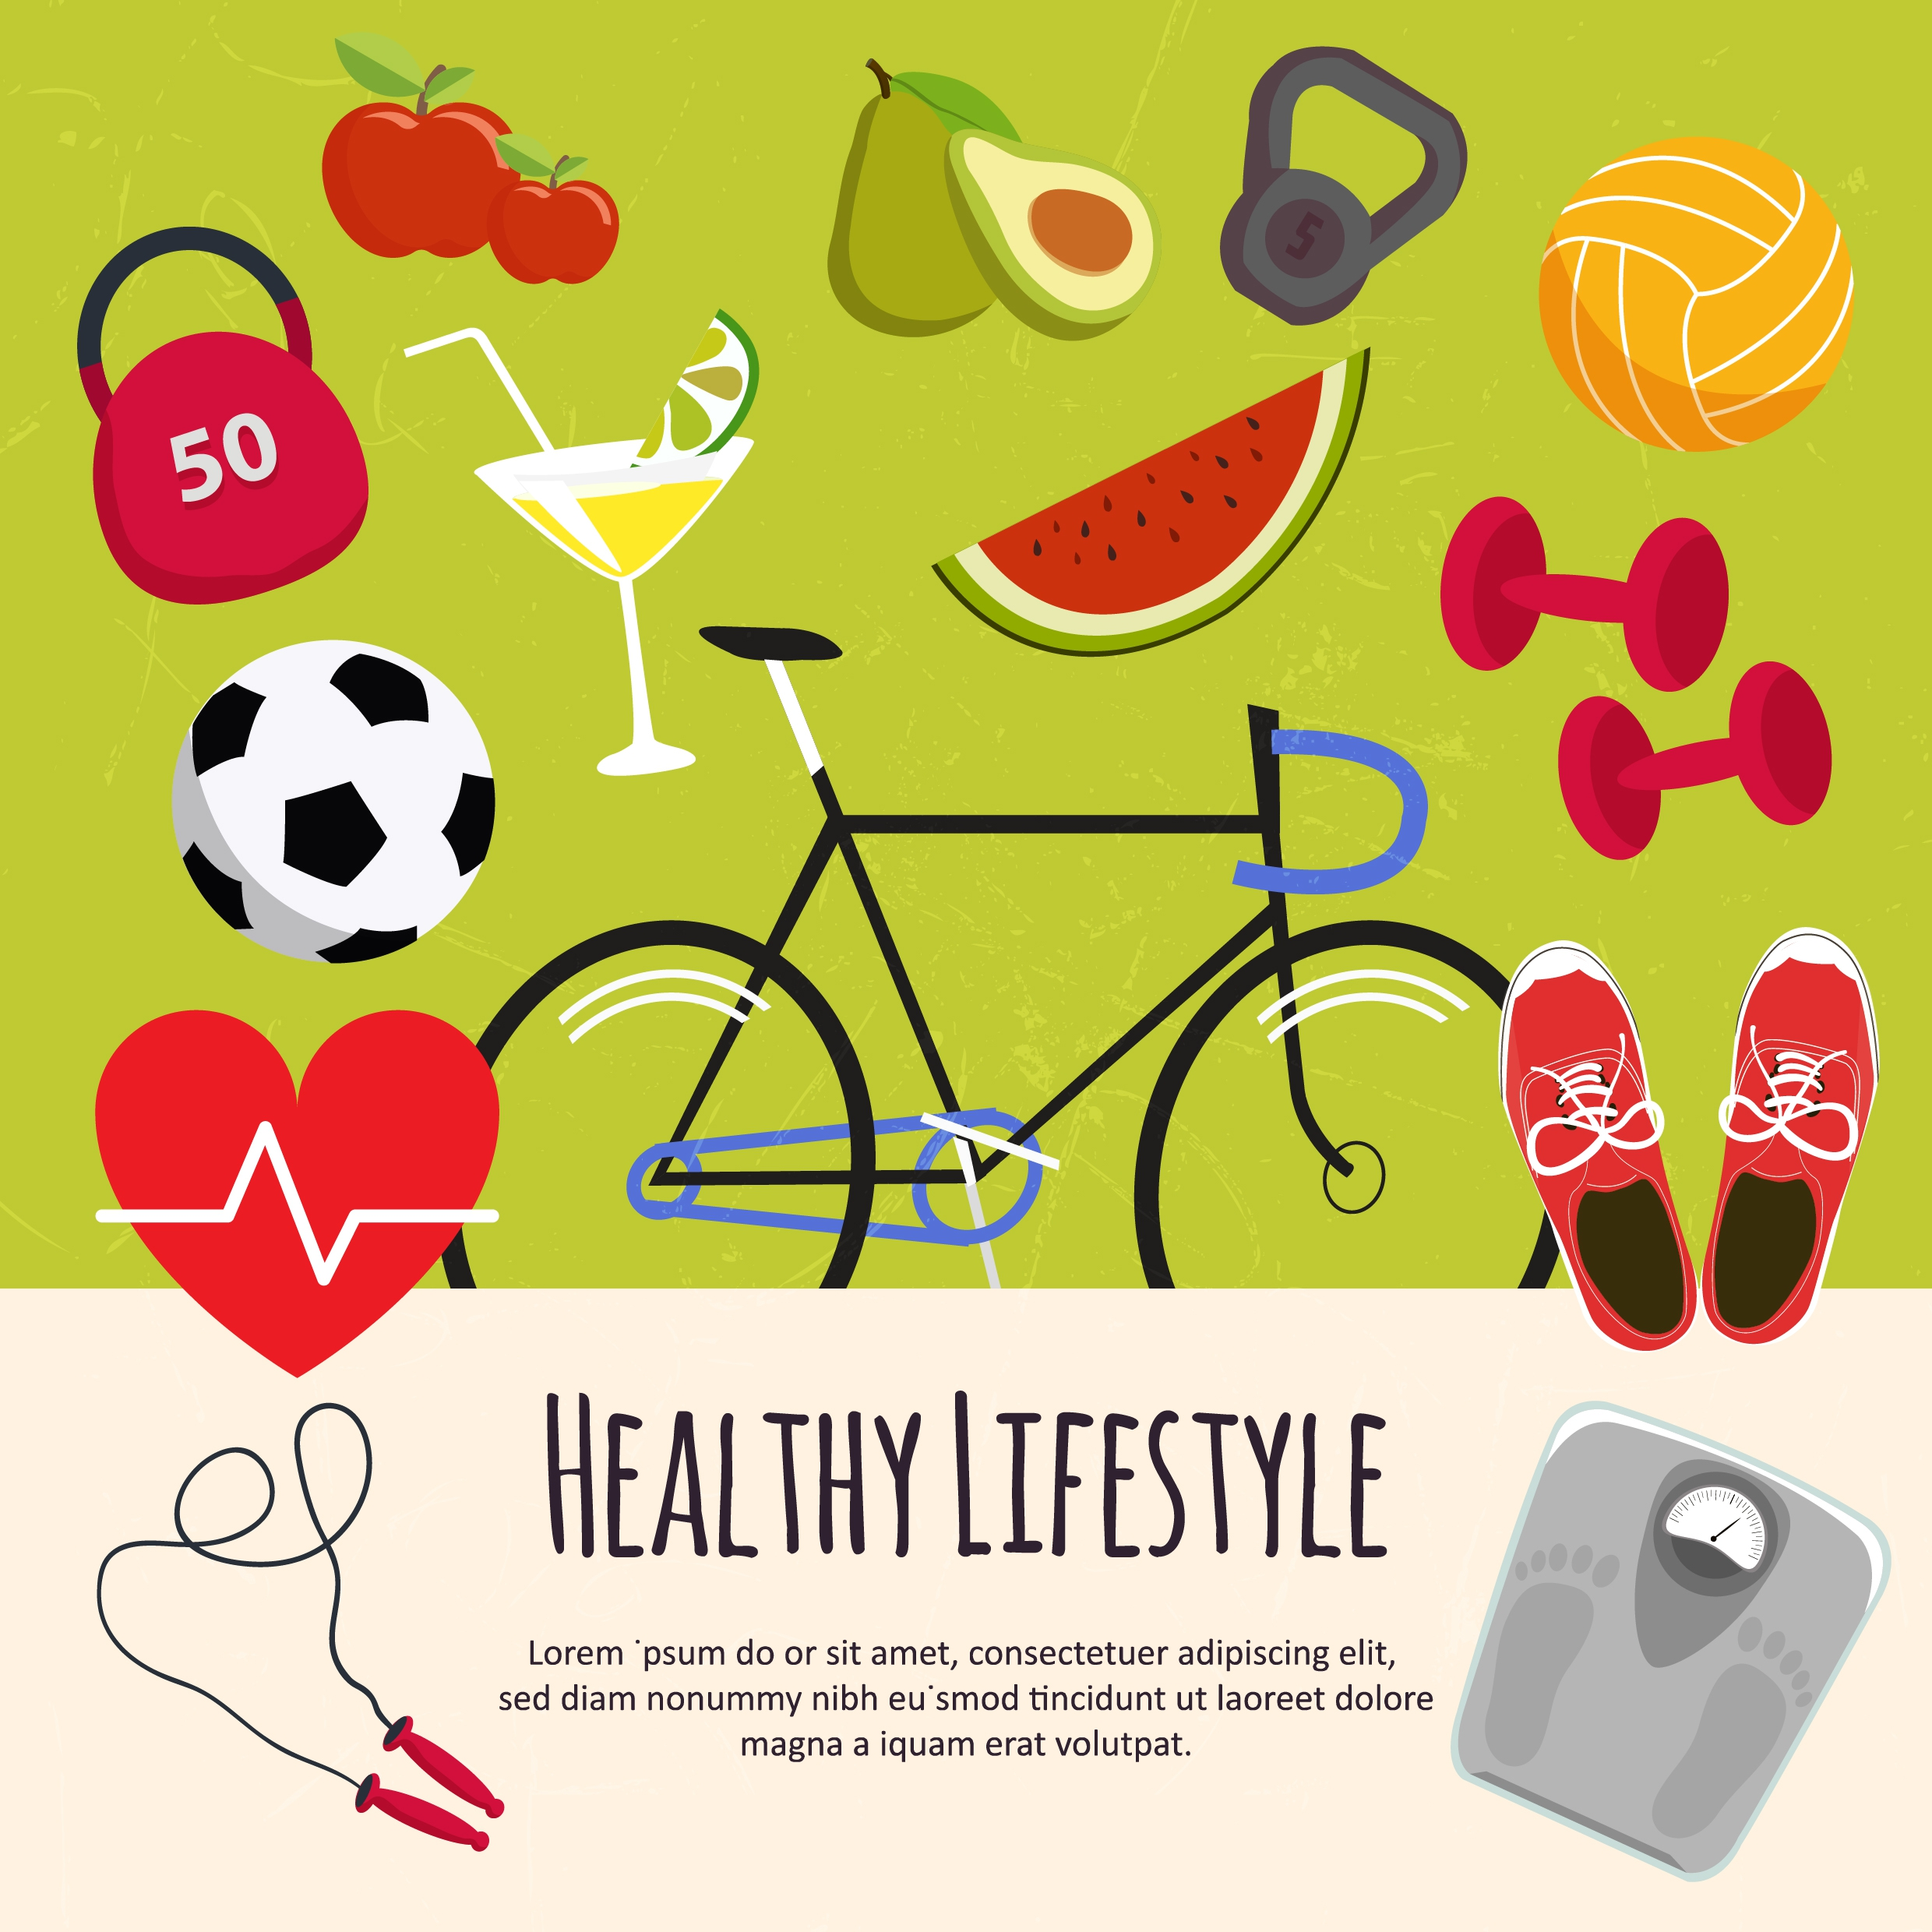 5
50
Healthy Lifestyle
Lorem ˙psum do or sit amet, consectetuer adipiscing elit,
sed diam nonummy nibh eu˙smod tincidunt ut laoreet dolore
magna a iquam erat volutpat.